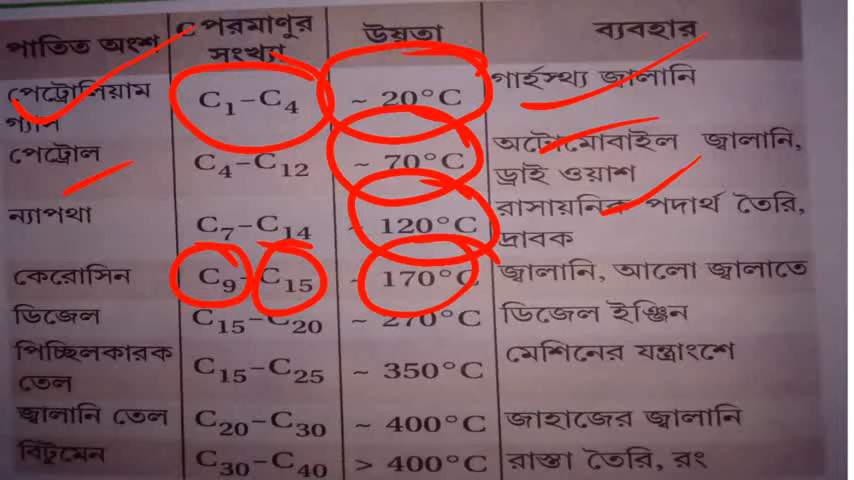 পাতিত অংশ C পরমাণুর সংখ্যা উষ্ণতা ব্যবহার
পেট্রোলিয়াম গ্যাস C₁–C₄ ~ 20°C গার্হস্থ্য জ্বালানি
পেট্রোল C₄–C₁₂ ~ 70°C অটোমোবাইল জ্বালানি, ড্রাই ওয়াশ
ন্যাপথা C₇–C₁₄ ~ 120°C রাসায়নিক পদার্থ তৈরি, দ্রাবক
কেরোসিন C₉–C₁₅ ~ 170°C জ্বালানি, আলো জ্বালাতে
ডিজেল C₁₅–C₂₀ ~ 270°C ডিজেল ইঞ্জিন
পিচ্ছিলকারক তেল C₁₅–C₂₅ ~ 350°C মেশিনের যন্ত্রাংশে
জ্বালানি তেল C₂₀–C₃₀ ~ 400°C জাহাজের জ্বালানি
বিটুমেন C₃₀–C₄₀ > 400°C রাস্তা তৈরি, রং